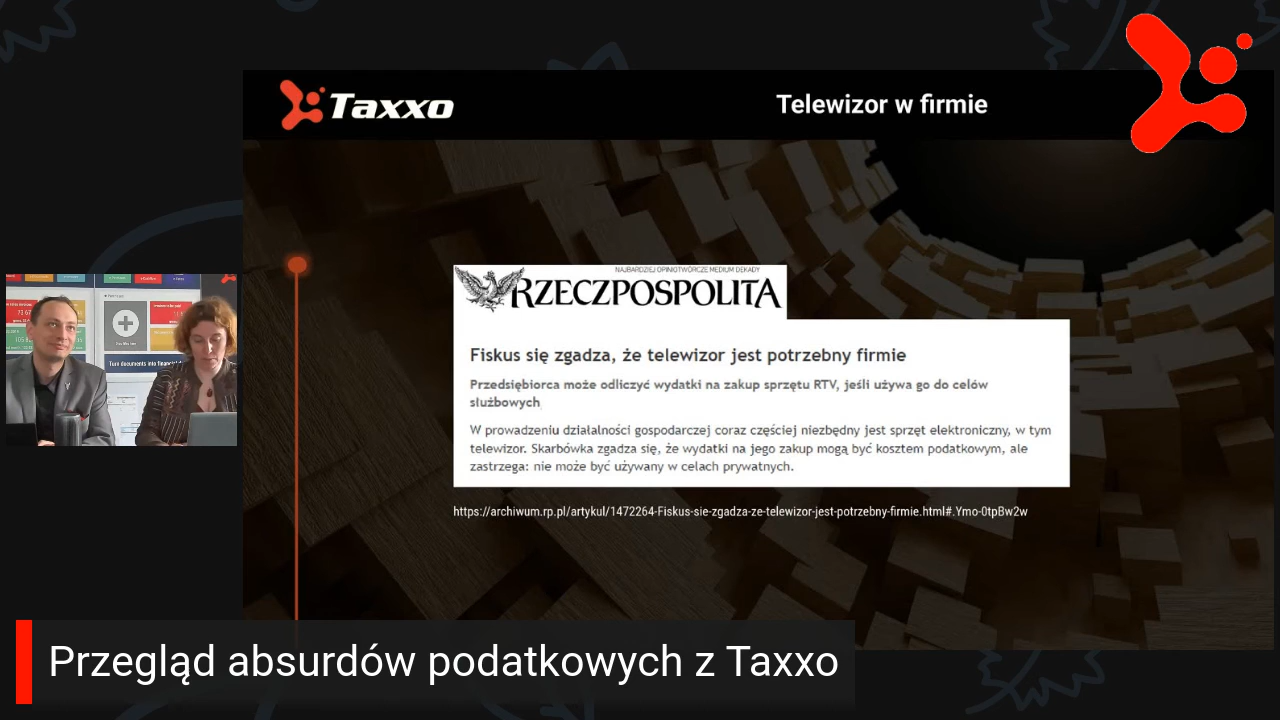 Taxxo
Telewizor w firmie
NAJBARDZIEJ OPINIOTWÓRCZE MEDIUM DEKADY
RZECZPOSPOLITA
Fiskus się zgadza, że telewizor jest potrzebny firmie
Przedsiębiorca może odliczyć wydatki na zakup sprzętu RTV, jeśli używa go do celów
służbowych
W prowadzeniu działalności gospodarczej coraz częściej niezbędny jest sprzęt elektroniczny, w tym
telewizor. Skarbówka zgadza się, że wydatki na jego zakup mogą być kosztem podatkowym, ale
zastrzega: nie może być używany w celach prywatnych.
https://archiwum.rp.pl/artykul/1472264-Fiskus-sie-zgadza-ze-telewizor-jest-potrzebny-firmie.html#.Ymo-0tpBw2w
Turn documents into financial
Przegląd absurdów podatkowych z Taxxo